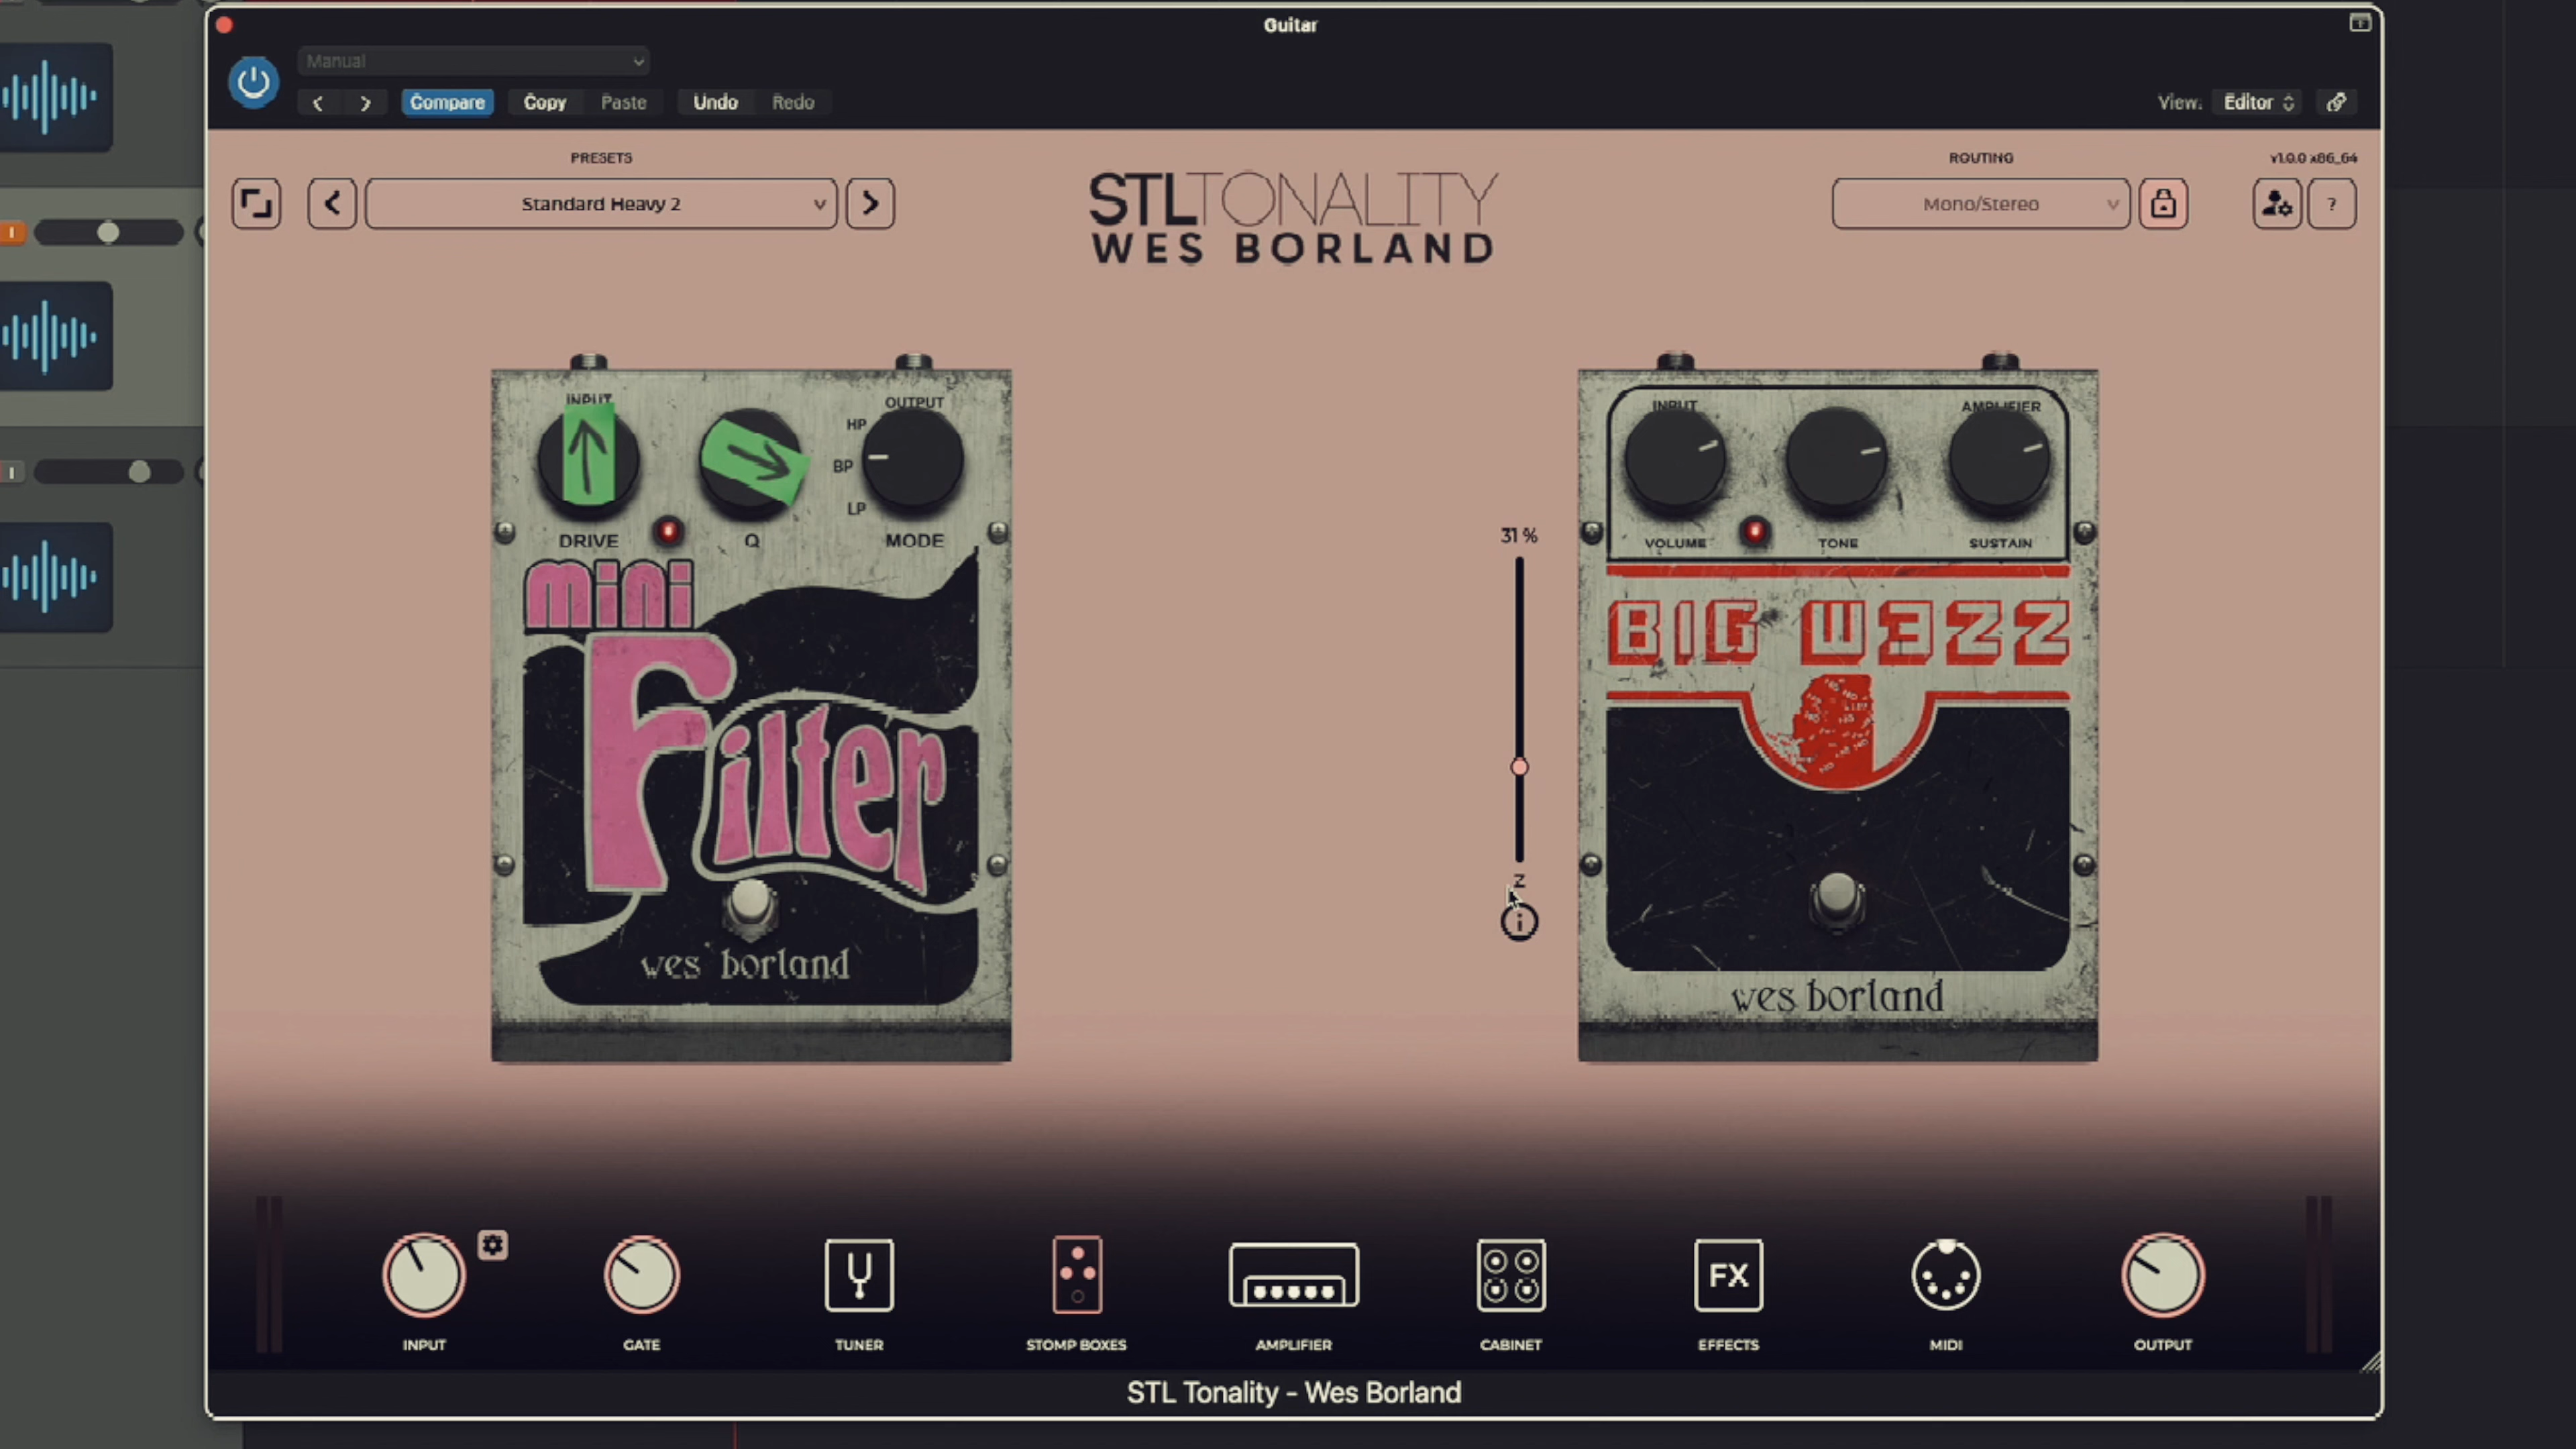 Guitar
Manual
Compare Copy Paste Undo Redo
View: Editor
PRESETS
ROUTING
v1.0.0 x86_64
Standard Heavy 2
Mono/Stereo
?
STL TONALITY
WES BORLAND
INPUT
OUTPUT
HP
BP
LP
DRIVE Q MODE
mini
Filter
wes borland
31 %
Z
i
INPUT AMPLIFIER
VOLUME TONE SUSTAIN
BIG WEZZ
wes borland
FX
INPUT GATE TUNER STOMP BOXES AMPLIFIER CABINET EFFECTS MIDI OUTPUT
STL Tonality - Wes Borland